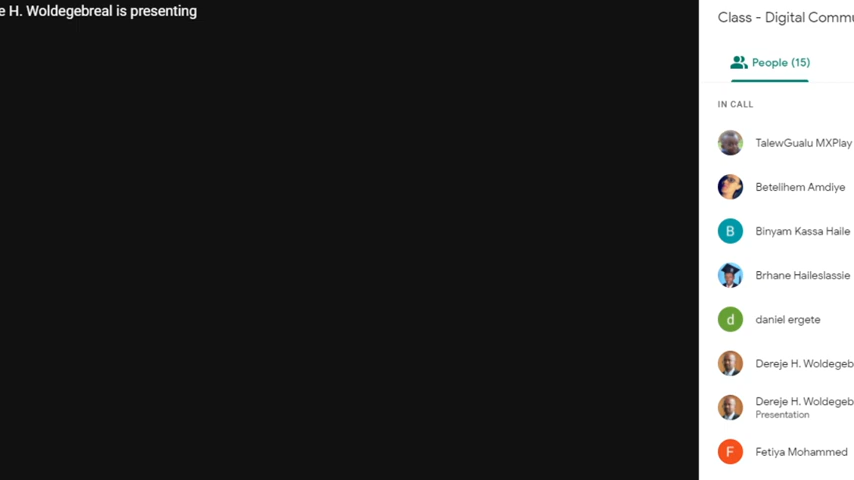 e H. Woldegebreal is presenting
Class - Digital Commu
People (15)
IN CALL
TalewGualu MXPlay
Betelihem Amdiye
B Binyam Kassa Haile
Brhane Haileslassie
d daniel ergete
Dereje H. Woldegeb
Dereje H. Woldegeb
Presentation
F Fetiya Mohammed